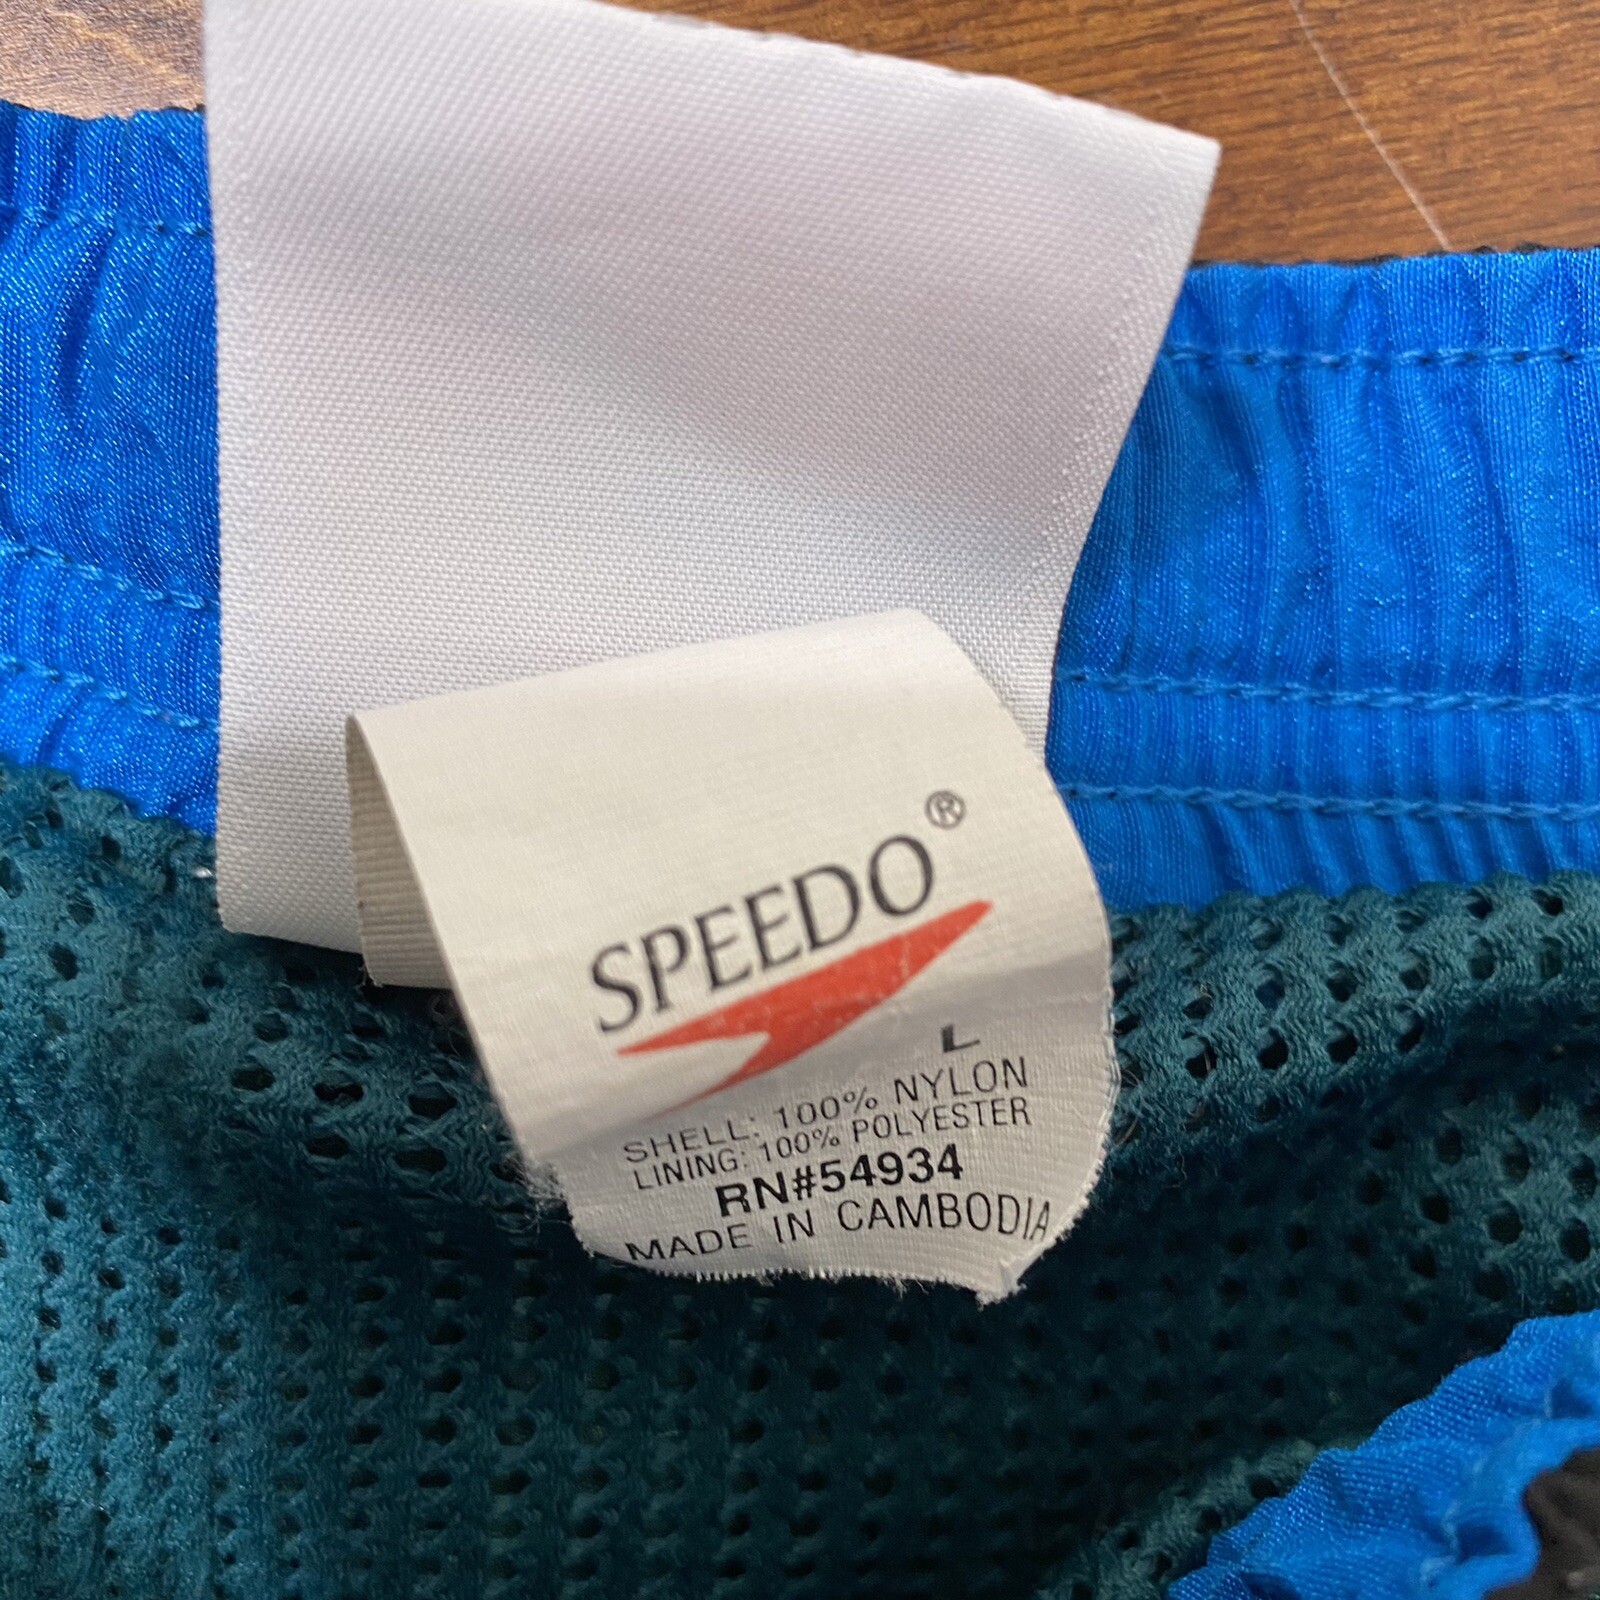 SPEEDO®
L
SHELL: 100% NYLON
LINING: 100% POLYESTER
RN#54934
MADE IN CAMBODIA